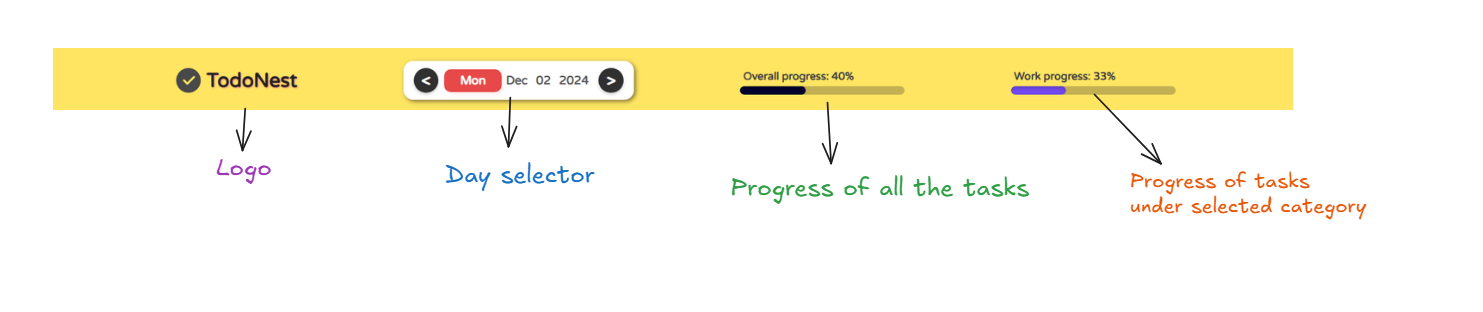 TodoNest
< Mon Dec 02 2024 >
Overall progress: 40%
Work progress: 33%
Logo
Day selector
Progress of all the tasks
Progress of tasks
under selected category